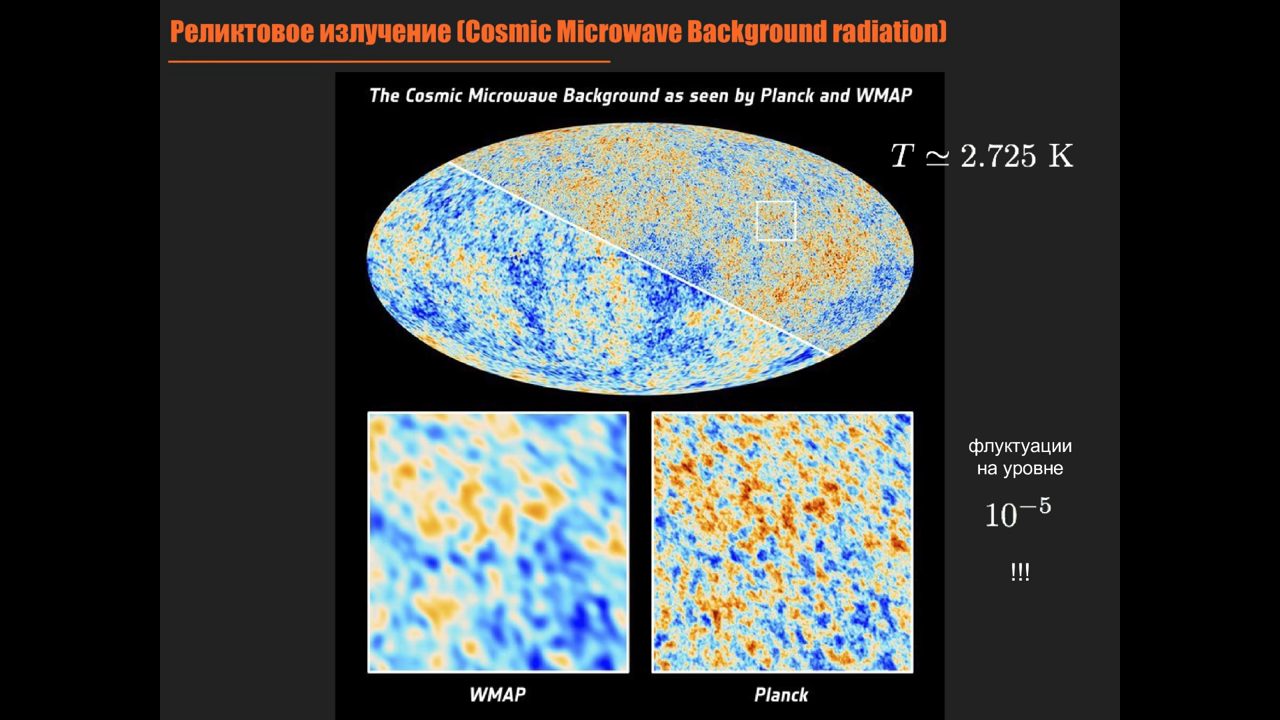 Реликтовое излучение (Cosmic Microwave Background radiation)
The Cosmic Microwave Background as seen by Planck and WMAP
T ≃ 2.725 K
флуктуации
на уровне
10⁻⁵
!!!
WMAP
Planck